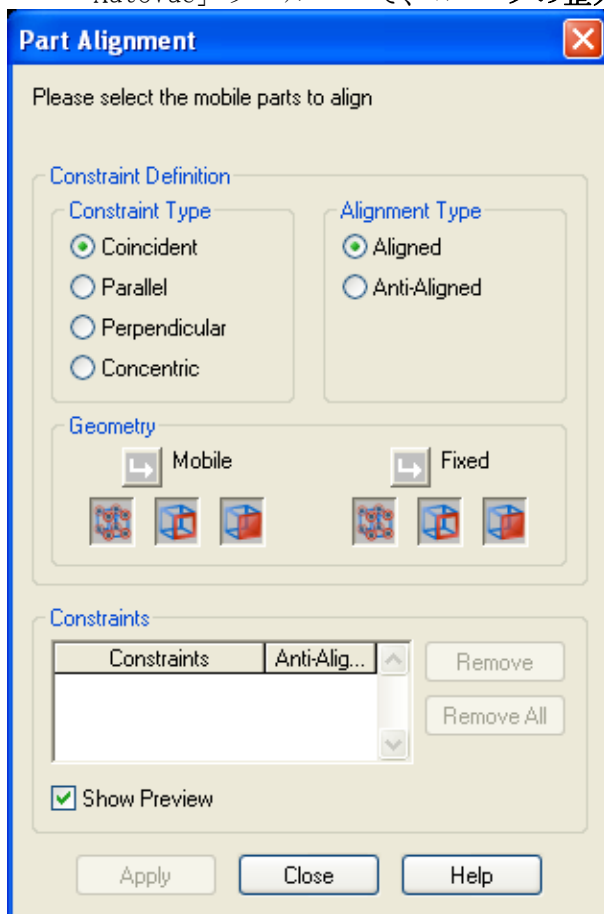 Part Alignment
Please select the mobile parts to align
Constraint Definition
Constraint Type
Coincident
Parallel
Perpendicular
Concentric
Alignment Type
Aligned
Anti-Aligned
Geometry
Mobile
Fixed
Constraints
Constraints Anti-Alig...
Remove
Remove All
Show Preview
Apply Close Help